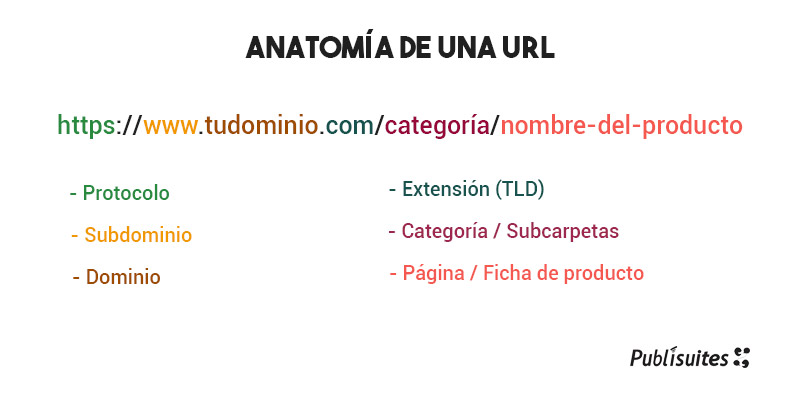 ANATOMÍA DE UNA URL
https://www.tudominio.com/categoría/nombre-del-producto
- Protocolo
- Subdominio
- Dominio
- Extensión (TLD)
- Categoría / Subcarpetas
- Página / Ficha de producto
Publisuites